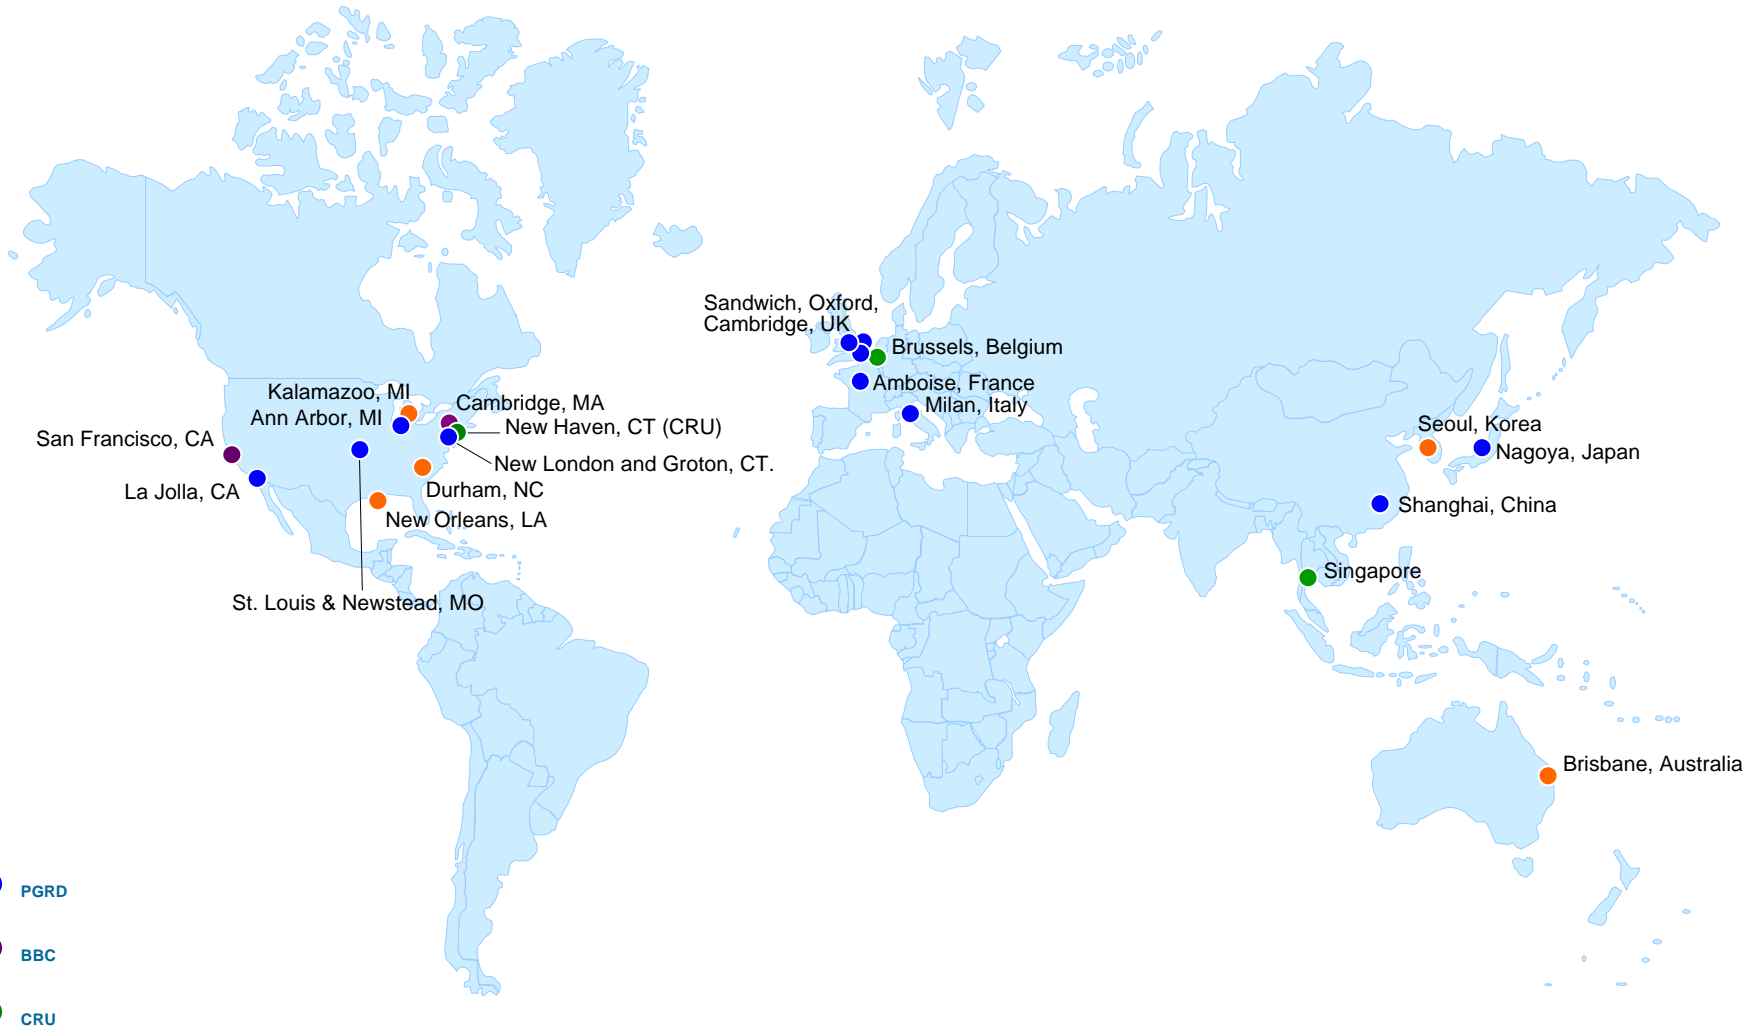 Sandwich, Oxford,
Cambridge, UK
Brussels, Belgium
Amboise, France
Milan, Italy
Kalamazoo, MI
Ann Arbor, MI
Cambridge, MA
New Haven, CT (CRU)
San Francisco, CA
New London and Groton, CT.
La Jolla, CA
Durham, NC
New Orleans, LA
St. Louis & Newstead, MO
Seoul, Korea
Nagoya, Japan
Shanghai, China
Singapore
Brisbane, Australia
PGRD
BBC
CRU